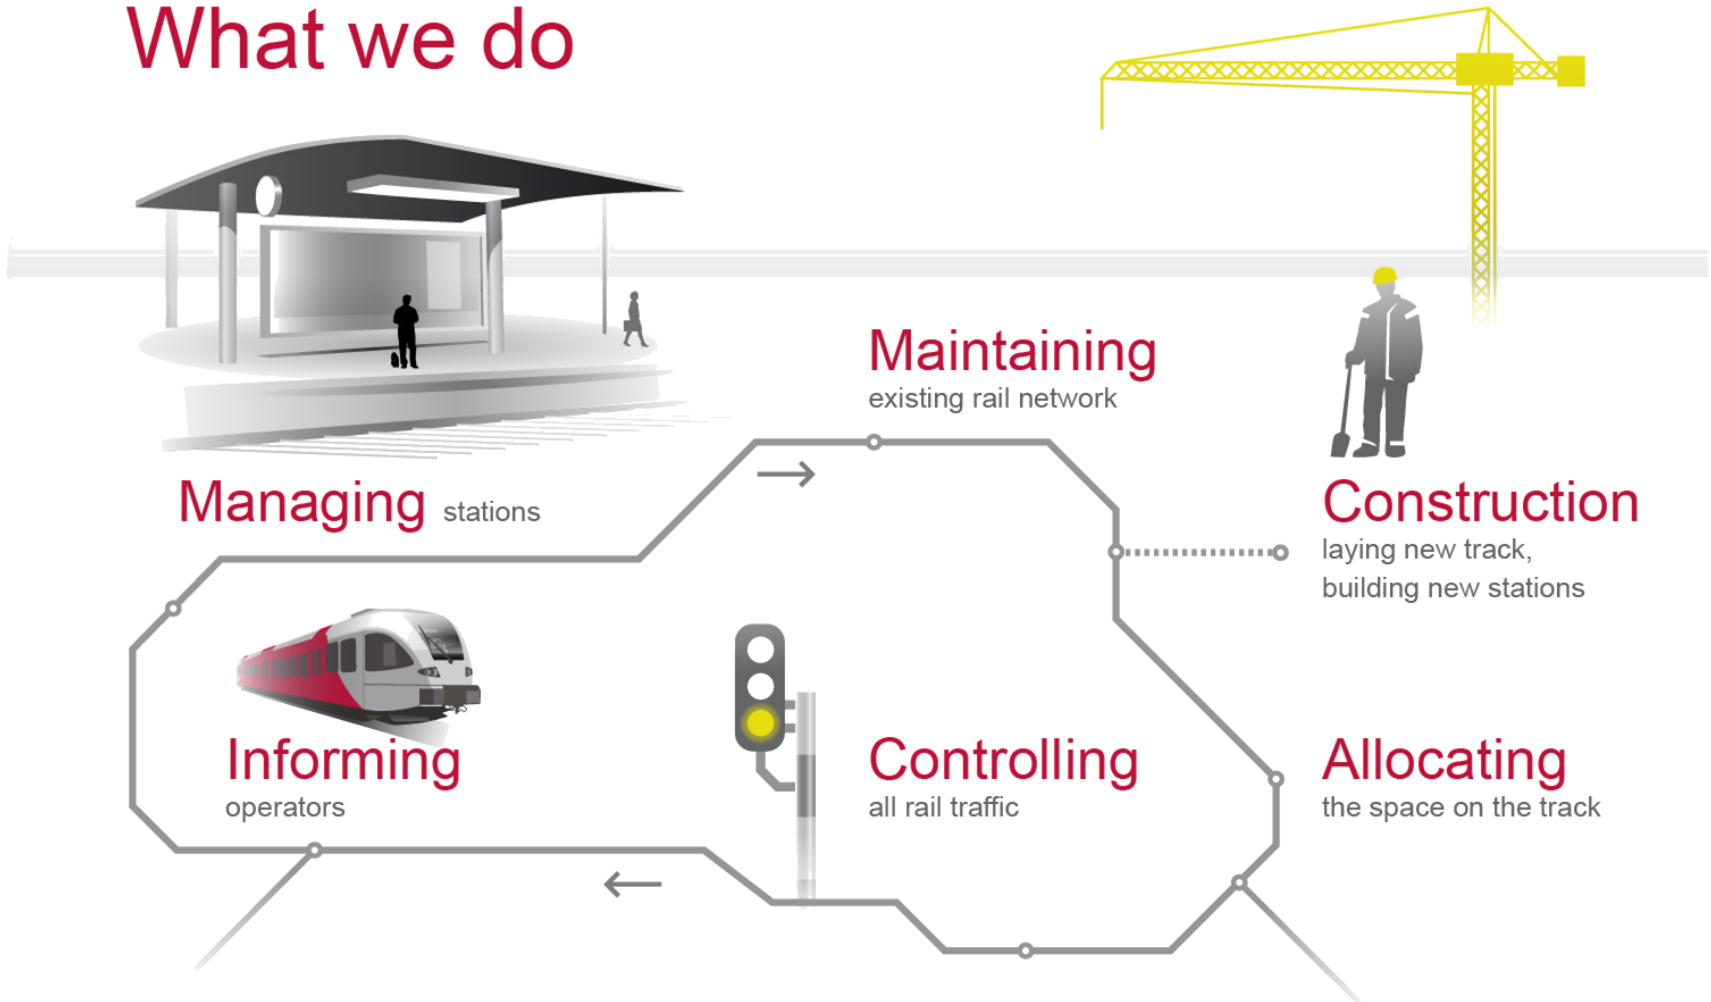 What we do
Maintaining
existing rail network
Managing stations
Construction
laying new track,
building new stations
Informing
operators
Controlling
all rail traffic
Allocating
the space on the track